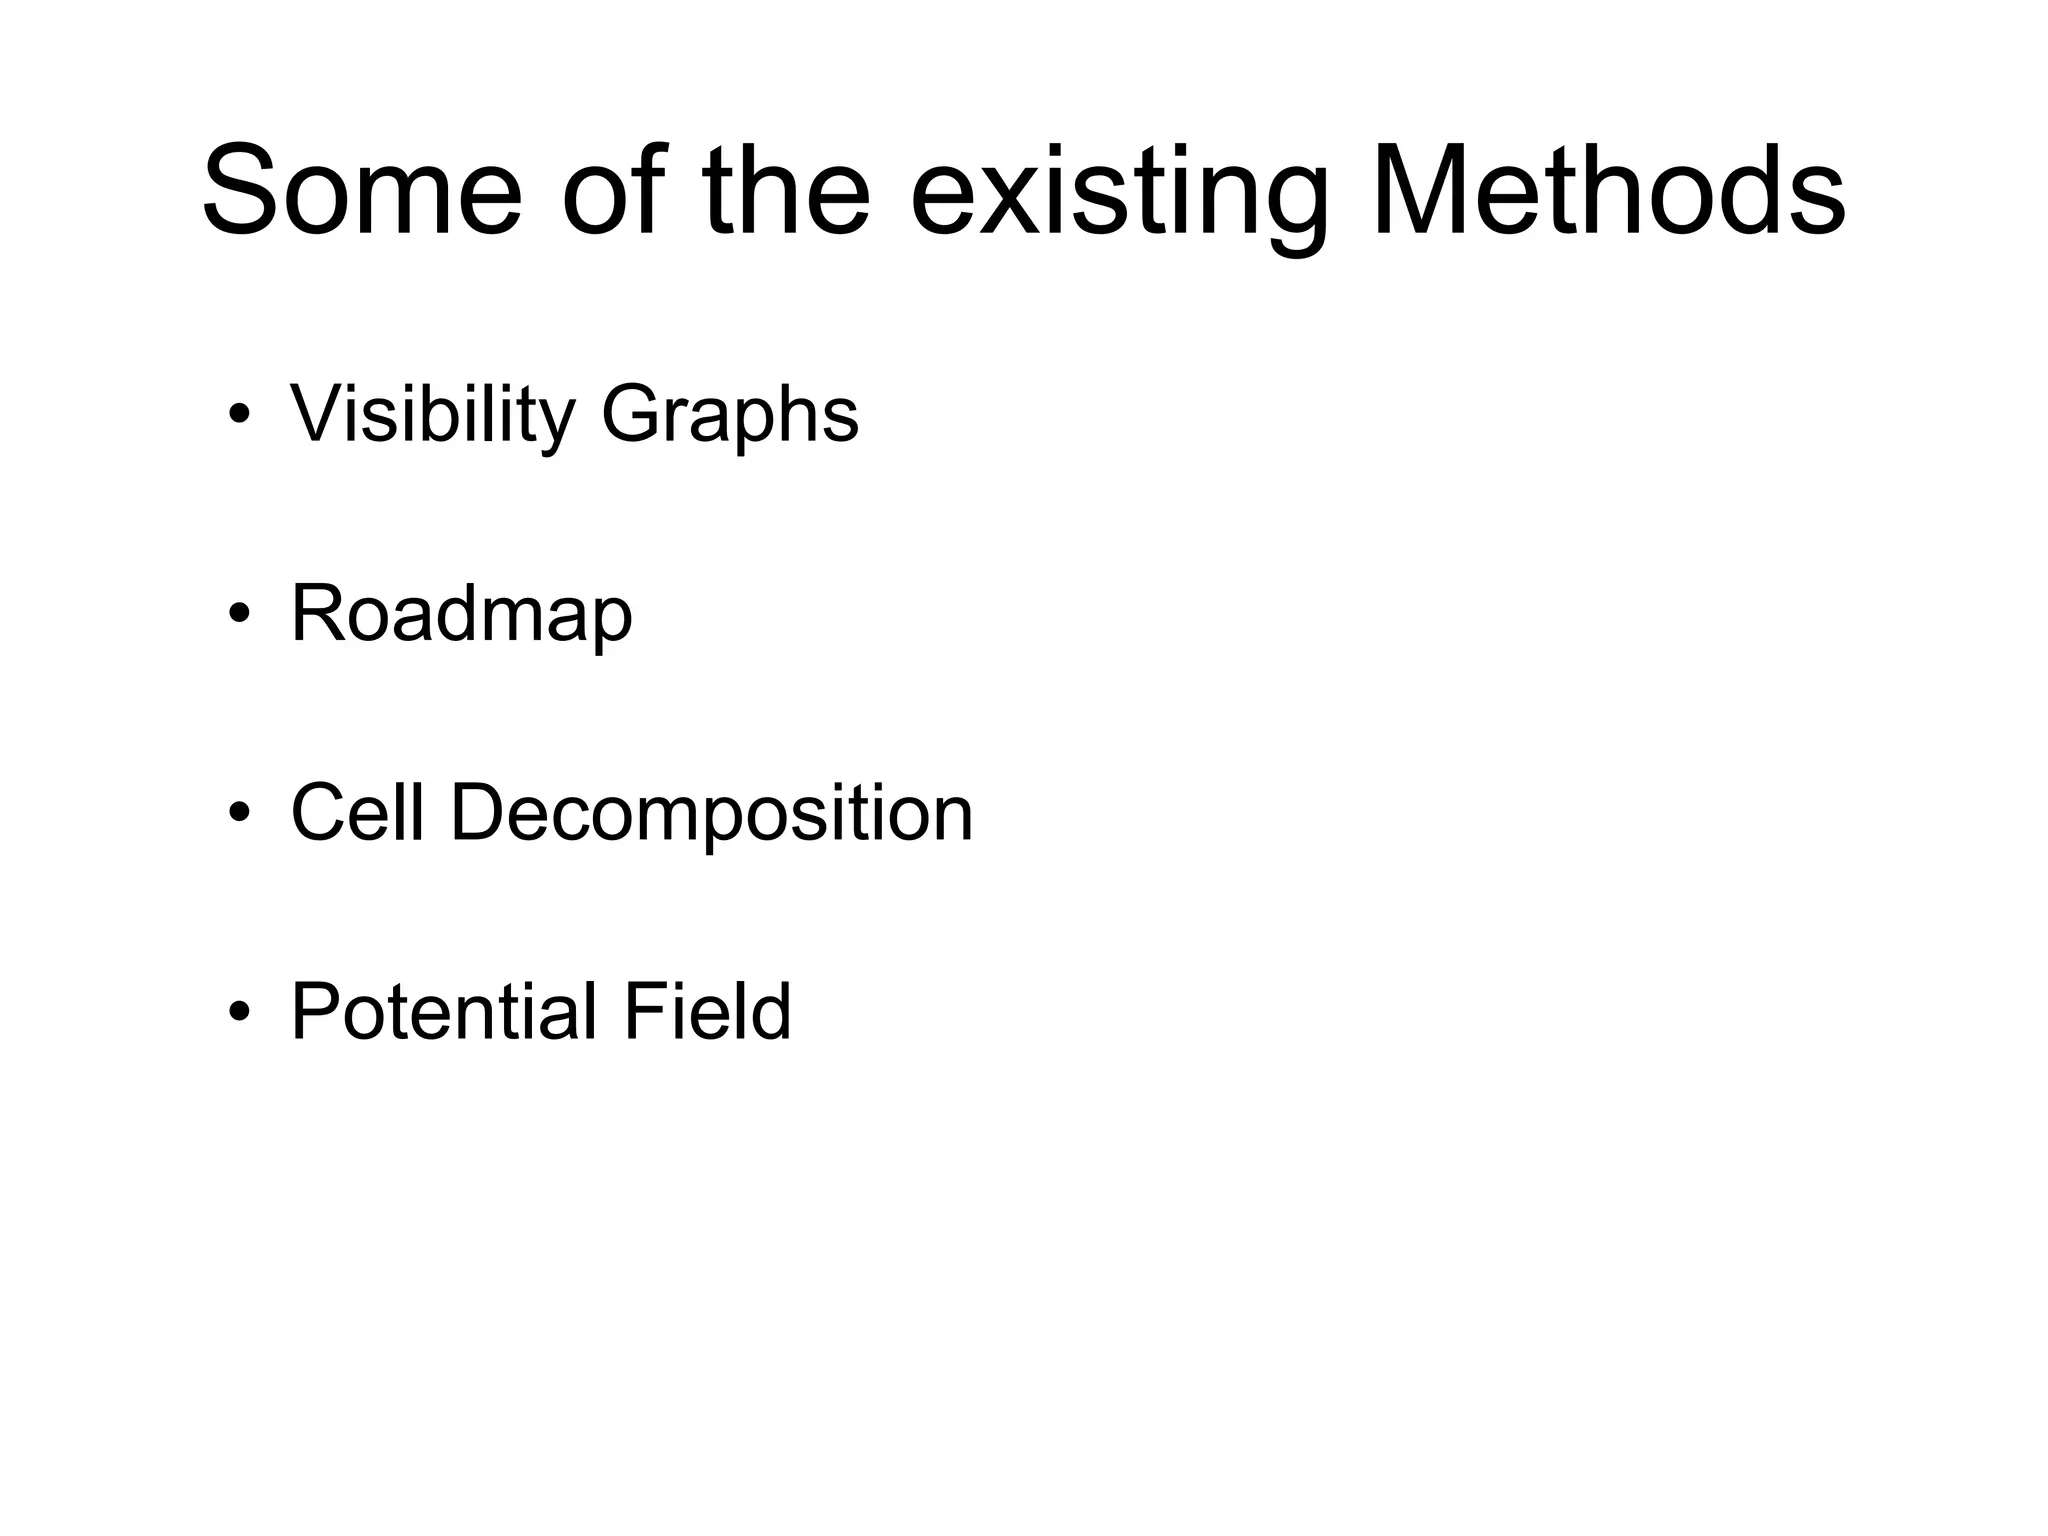 Some of the existing Methods
• Visibility Graphs
• Roadmap
• Cell Decomposition
• Potential Field